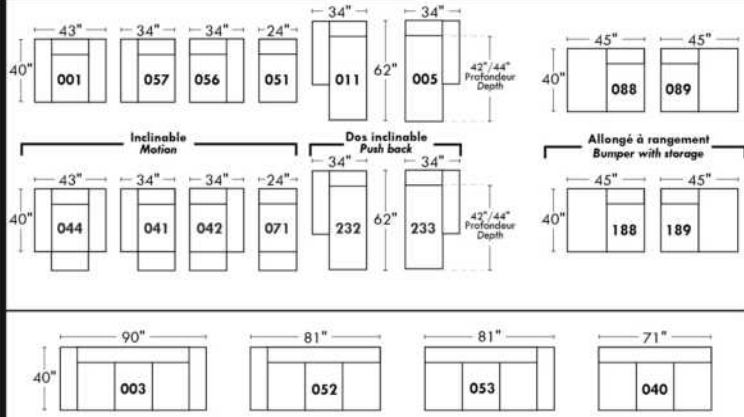 43" 34" 34" 24" 34" 34" 45" 45"
40" 001 057 056 051 011 62" 005 42"/44" Profondeur Depth 40" 088 089
Inclinable
Motion
Dos inclinable
Push back
Allongé à rangement
Bumper with storage
43" 34" 34" 24" 34" 34" 45" 45"
40" 044 041 042 071 232 62" 233 42"/44" Profondeur Depth 40" 188 189
90" 81" 81" 71"
40" 003 052 053 040